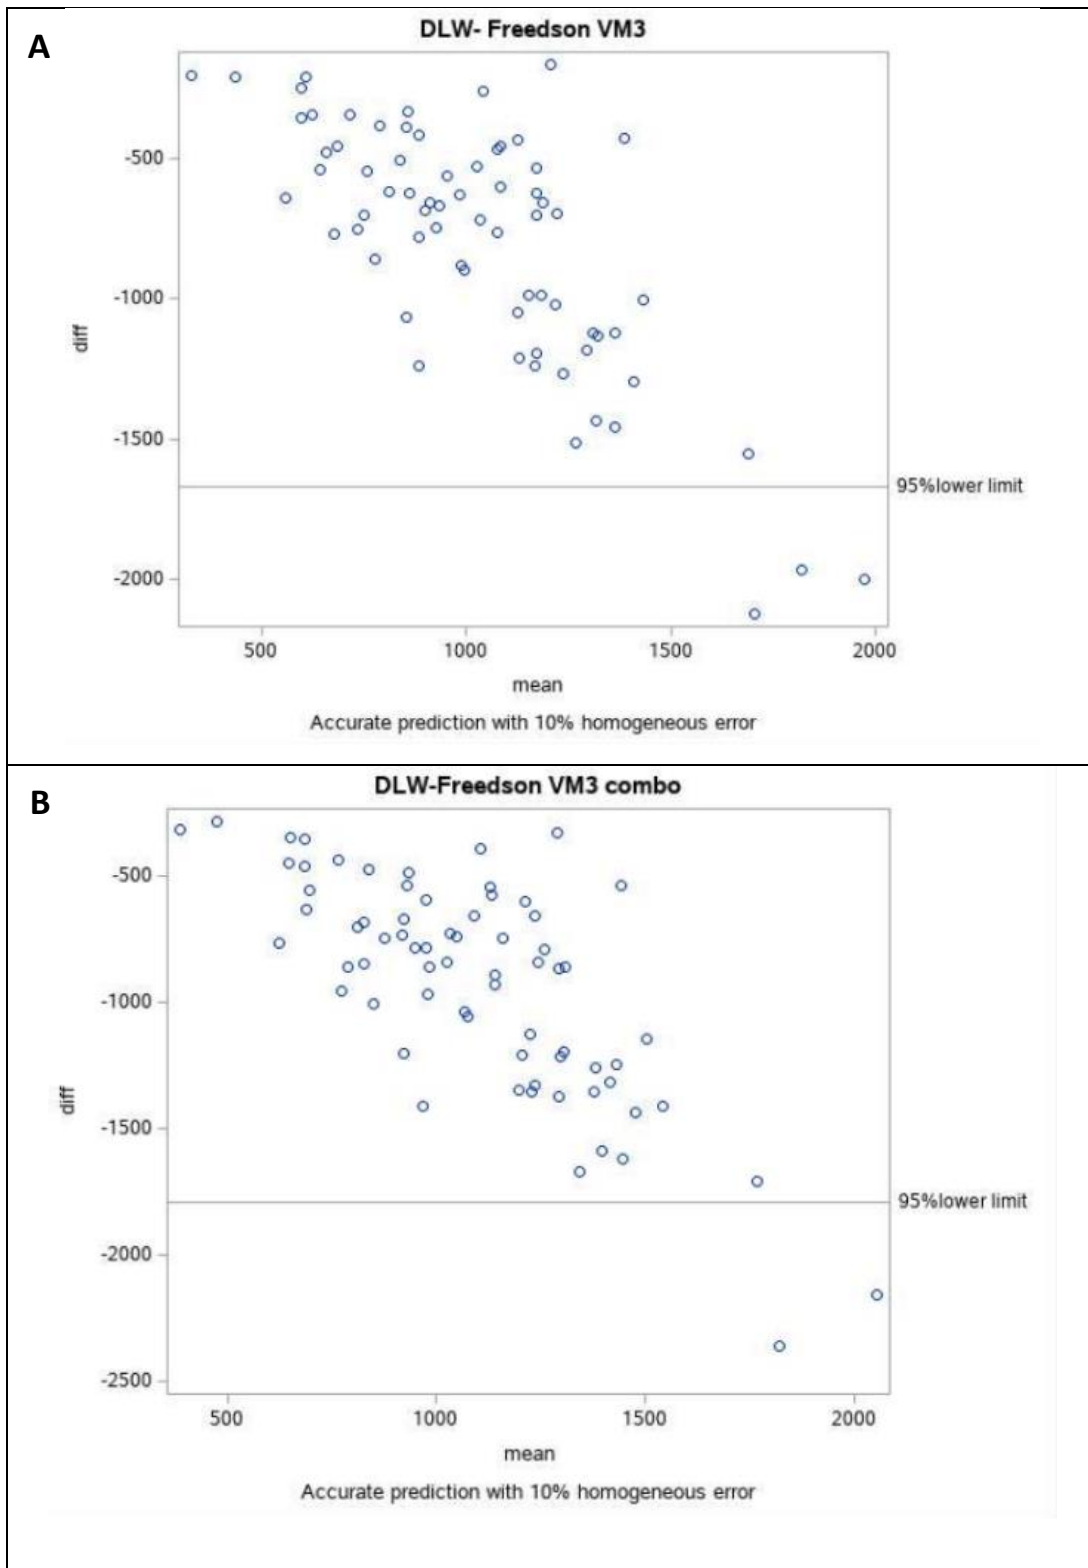 A
DLW- Freedson VM3
-500
-1000
-1500
-2000
diff
95%lower limit
500 1000 1500 2000
mean
Accurate prediction with 10% homogeneous error
B
DLW-Freedson VM3 combo
-500
-1000
-1500
-2000
-2500
diff
95%lower limit
500 1000 1500 2000
mean
Accurate prediction with 10% homogeneous error